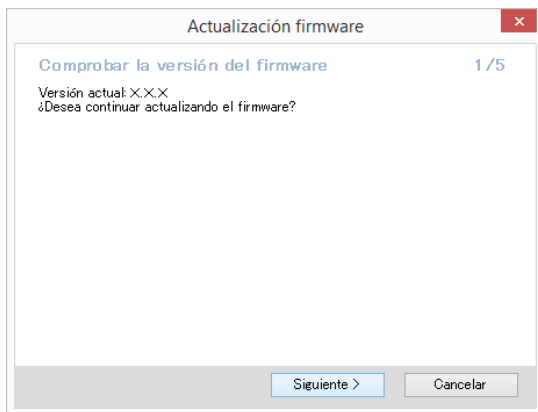 Actualización firmware
Comprobar la versión del firmware 1/5
Versión actual: X.X.X
¿Desea continuar actualizando el firmware?
Siguiente > Cancelar